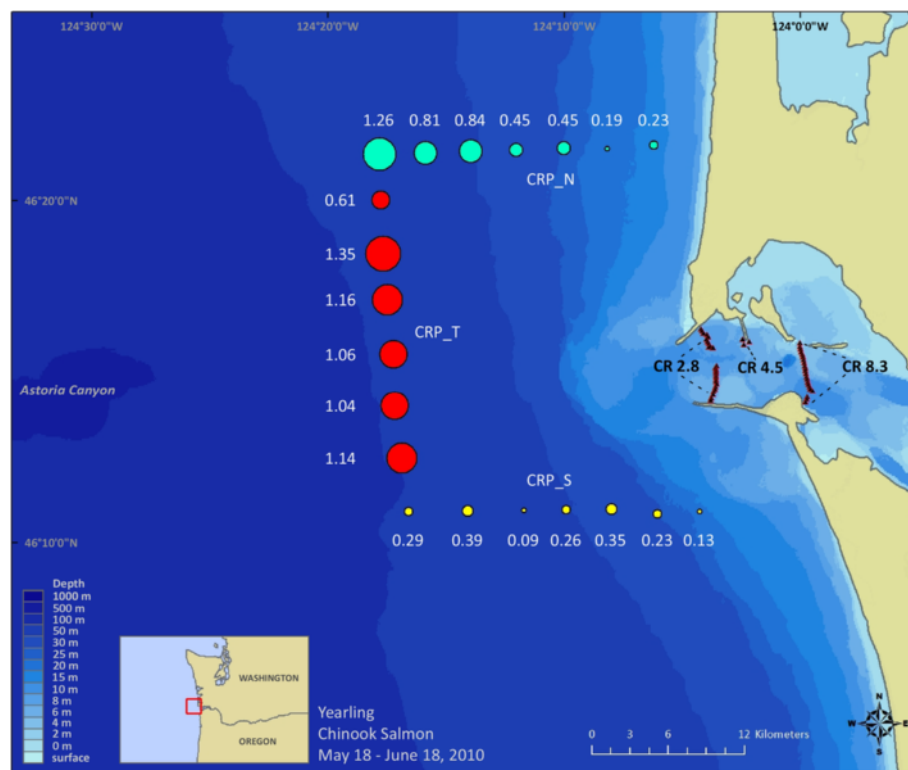 124°30'0"W 124°20'0"W 124°10'0"W 124°0'0"W
1.26 0.81 0.84 0.45 0.45 0.19 0.23
CRP_N
46°20'0"N
0.61
1.35
1.16
CRP_T
1.06
CR 2.8 CR 4.5 CR 8.3
Astoria Canyon
1.04
1.14
CRP_S
46°10'0"N
0.29 0.39 0.09 0.26 0.35 0.23 0.13
Depth
1000 m
500 m
100 m
50 m
30 m
25 m
20 m
15 m
10 m
8 m
6 m
4 m
2 m
0 m
surface
WASHINGTON
OREGON
Yearling
Chinook Salmon
May 18 - June 18, 2010
0 3 6 12 Kilometers
N
W E
S